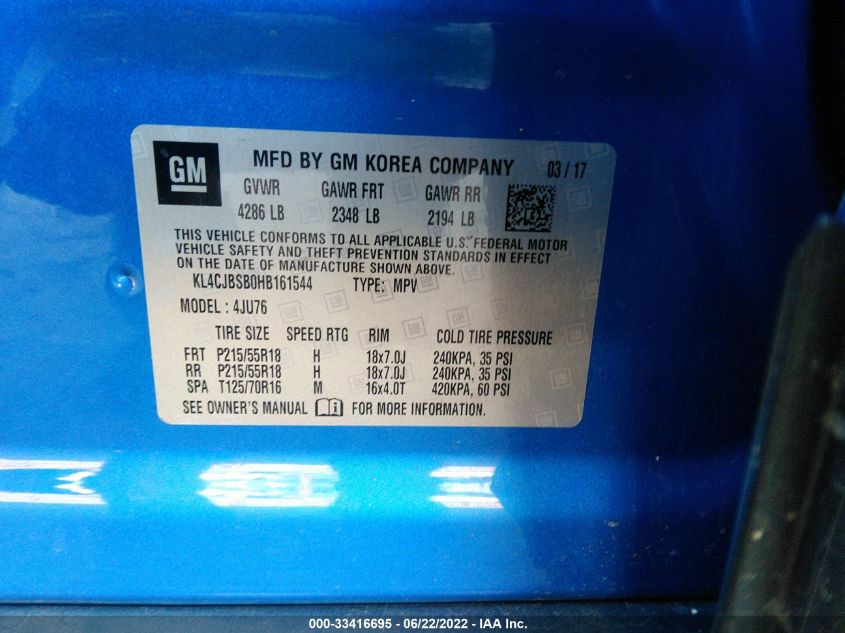 GM
MFD BY GM KOREA COMPANY 03 / 17
GVWR GAWR FRT GAWR RR
4286 LB 2348 LB 2194 LB
THIS VEHICLE CONFORMS TO ALL APPLICABLE U.S. FEDERAL MOTOR
VEHICLE SAFETY AND THEFT PREVENTION STANDARDS IN EFFECT
ON THE DATE OF MANUFACTURE SHOWN ABOVE.
KL4CJBSB0HB161544 TYPE: MPV
MODEL : 4JU76
TIRE SIZE SPEED RTG RIM COLD TIRE PRESSURE
FRT P215/55R18 H 18x7.0J 240KPA, 35 PSI
RR P215/55R18 H 18x7.0J 240KPA, 35 PSI
SPA T125/70R16 M 16x4.0T 420KPA, 60 PSI
SEE OWNER'S MANUAL FOR MORE INFORMATION.
000-33416695 - 06/22/2022 - IAA Inc.